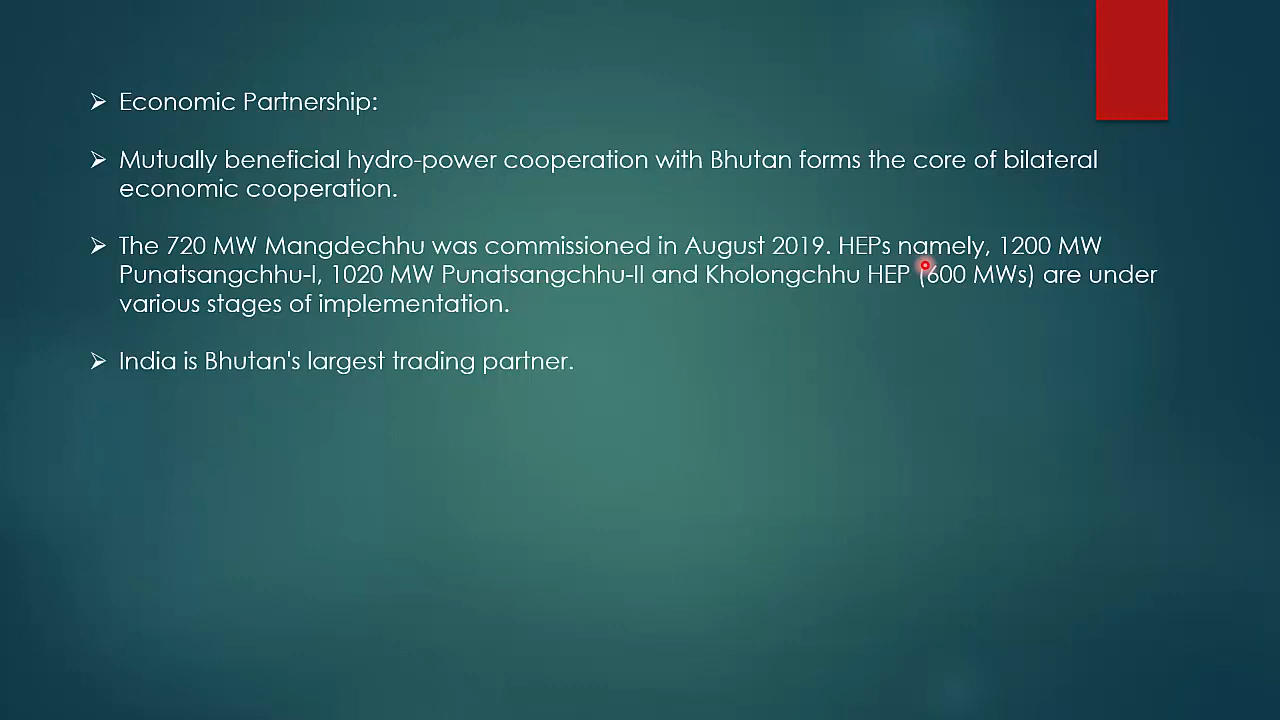 Economic Partnership:
Mutually beneficial hydro-power cooperation with Bhutan forms the core of bilateral
economic cooperation.
The 720 MW Mangdechhu was commissioned in August 2019. HEPs namely, 1200 MW
Punatsangchhu-I, 1020 MW Punatsangchhu-II and Kholongchhu HEP (600 MWs) are under
various stages of implementation.
India is Bhutan's largest trading partner.